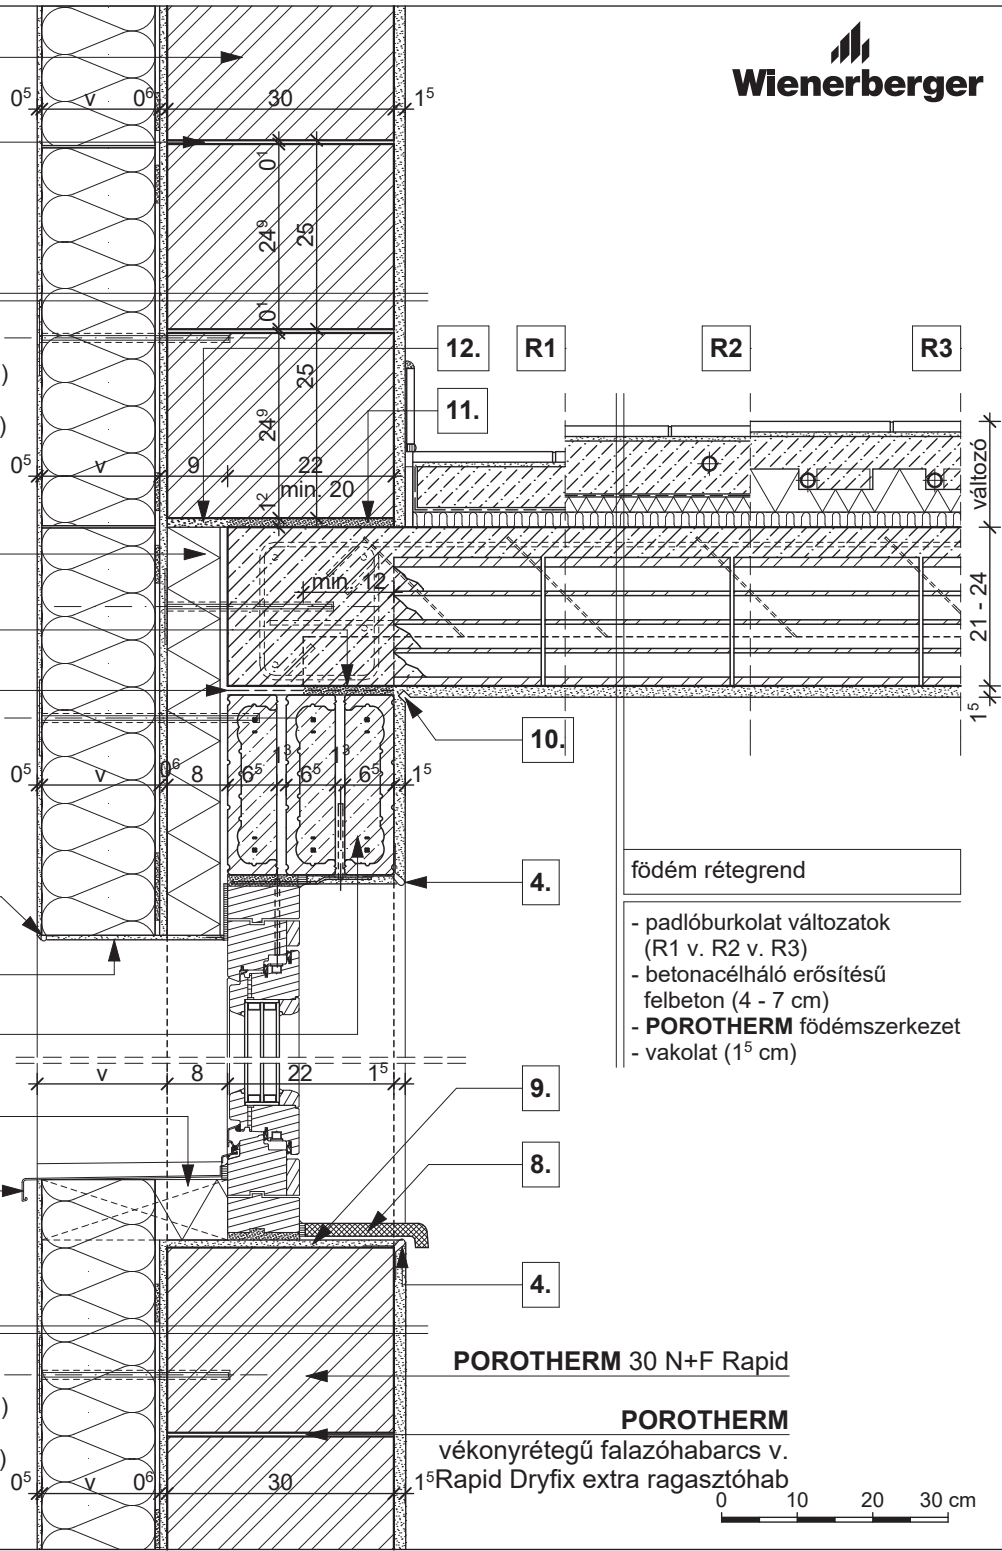 Wienerberger
0⁵ v 0⁶ 30 1⁵
0¹
24⁹ 25
0¹
12. R1 R2 R3
)
25
11.
24⁹
)
változó
0⁵ v 9 22
min. 20
1²
min. 12
21 - 24
1⁵
10.
1³ 1³
0⁵ v 0⁶ 8 6⁵ 6⁵ 6⁵ 1⁵
födém rétegrend
4.
- padlóburkolat változatok
(R1 v. R2 v. R3)
- betonacélháló erősítésű
felbeton (4 - 7 cm)
- POROTHERM födémszerkezet
- vakolat (1⁵ cm)
v 8 22 1⁵
9.
8.
4.
POROTHERM 30 N+F Rapid
)
POROTHERM
vékonyrétegű falazóhabarcs v.
)
0⁵ v 0⁶ 30 1⁵
Rapid Dryfix extra ragasztóhab
0 10 20 30 cm